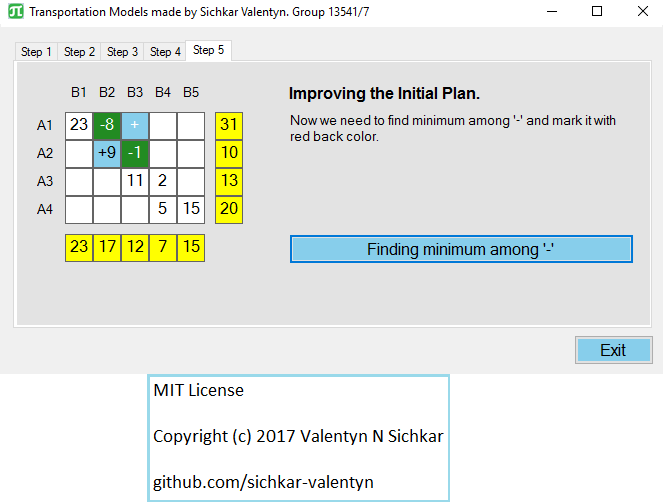 Transportation Models made by Sichkar Valentyn. Group 13541/7
Step 1 Step 2 Step 3 Step 4 Step 5
B1 B2 B3 B4 B5
Improving the Initial Plan.
A1 23 -8 + 31
Now we need to find minimum among '-' and mark it with
red back color.
A2 +9 -1 10
A3 11 2 13
A4 5 15 20
23 17 12 7 15
Finding minimum among '-'
Exit
MIT License
Copyright (c) 2017 Valentyn N Sichkar
github.com/sichkar-valentyn